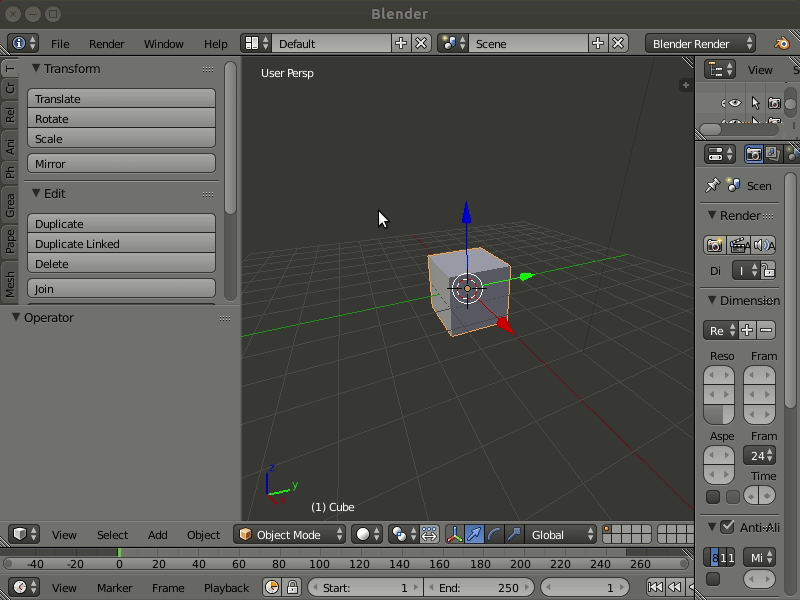 Blender
File Render Window Help Default Scene Blender Render
T
Cr
Rel
Ani
Ph
Grea
Pape
Mesh
Transform
Translate
Rotate
Scale
Mirror
Edit
Duplicate
Duplicate Linked
Delete
Join
Operator
User Persp
z
y
(1) Cube
View
Scen
Render
Di
Dimension
Re
Reso Fram
Aspe Fram
24
Time
Anti-Ali
8 11 Mi
View Select Add Object Object Mode Global
-40 -20 0 20 40 60 80 100 120 140 160 180 200 220 240 260
View Marker Frame Playback Start: 1 End: 250 1